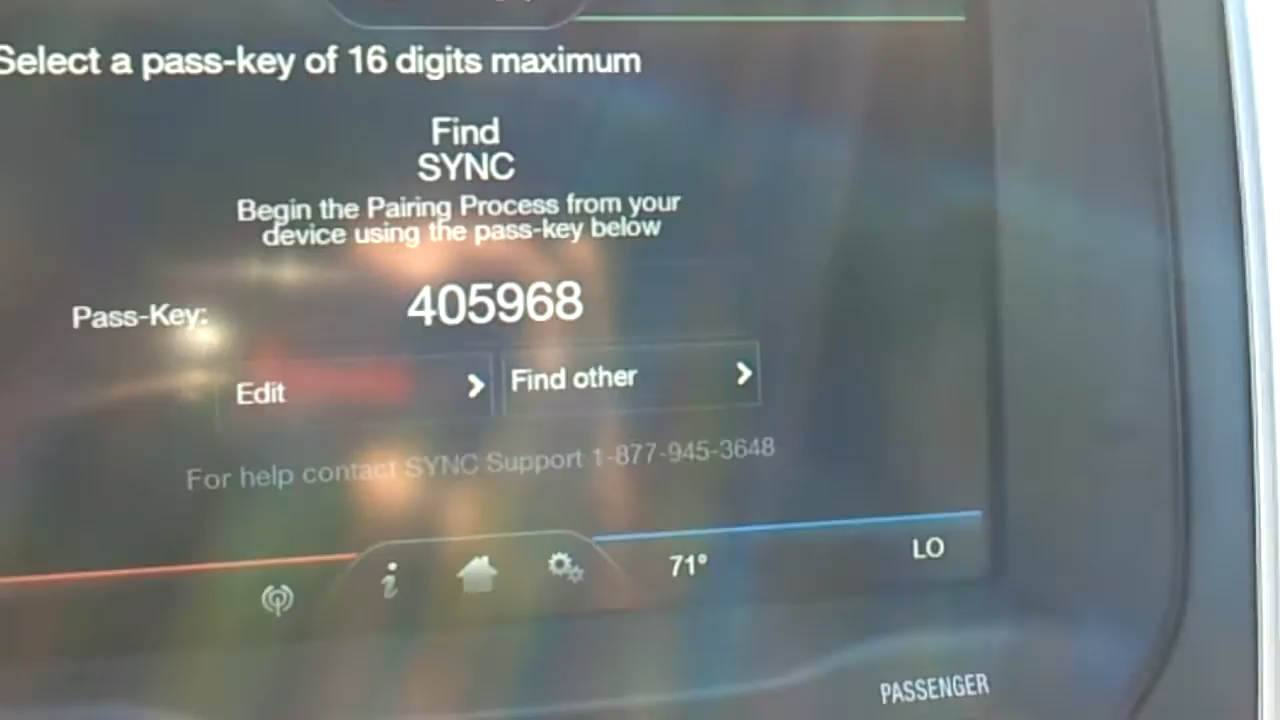 Select a pass-key of 16 digits maximum
Find
SYNC
Begin the Pairing Process from your
device using the pass-key below
Pass-Key: 405968
Edit Find other
For help contact SYNC Support 1-877-945-3648
71° LO
PASSENGER